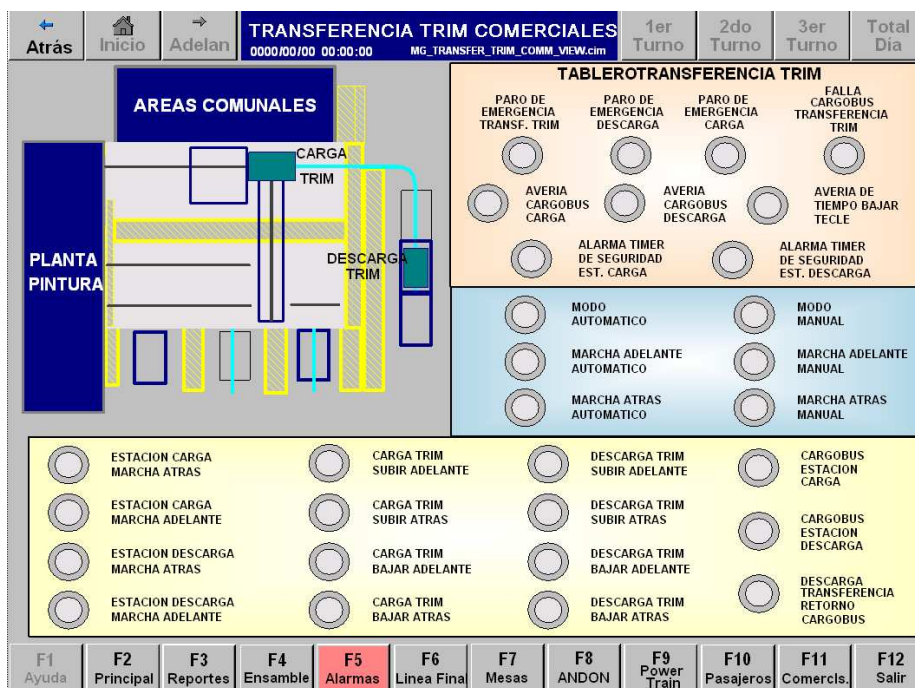 Atrás
Inicio
Adelan
TRANSFERENCIA TRIM COMERCIALES
0000/00/00 00:00:00 MG_TRANSFER_TRIM_COMM_VIEW.cim
1er
Turno
2do
Turno
3er
Turno
Total
Día
AREAS COMUNALES
CARGA
TRIM
PLANTA
PINTURA
DESCARGA
TRIM
TABLEROTRANSFERENCIA TRIM
PARO DE
EMERGENCIA
TRANSF. TRIM
PARO DE
EMERGENCIA
DESCARGA
PARO DE
EMERGENCIA
CARGA
FALLA
CARGOBUS
TRANSFERENCIA
TRIM
AVERIA
CARGOBUS
CARGA
AVERIA
CARGOBUS
DESCARGA
AVERIA DE
TIEMPO BAJAR
TECLE
ALARMA TIMER
DE SEGURIDAD
EST. CARGA
ALARMA TIMER
DE SEGURIDAD
EST. DESCARGA
MODO
AUTOMATICO
MODO
MANUAL
MARCHA ADELANTE
AUTOMATICO
MARCHA ADELANTE
MANUAL
MARCHA ATRAS
AUTOMATICO
MARCHA ATRAS
MANUAL
ESTACION CARGA
MARCHA ATRAS
CARGA TRIM
SUBIR ADELANTE
DESCARGA TRIM
SUBIR ADELANTE
CARGOBUS
ESTACION
CARGA
ESTACION CARGA
MARCHA ADELANTE
CARGA TRIM
SUBIR ATRAS
DESCARGA TRIM
SUBIR ATRAS
CARGOBUS
ESTACION
DESCARGA
ESTACION DESCARGA
MARCHA ATRAS
CARGA TRIM
BAJAR ADELANTE
DESCARGA TRIM
BAJAR ADELANTE
DESCARGA
TRANSFERENCIA
RETORNO
CARGOBUS
ESTACION DESCARGA
MARCHA ADELANTE
CARGA TRIM
BAJAR ATRAS
DESCARGA TRIM
BAJAR ATRAS
F1
Ayuda
F2
Principal
F3
Reportes
F4
Ensamble
F5
Alarmas
F6
Linea Final
F7
Mesas
F8
ANDON
F9
Power
Train
F10
Pasajeros
F11
Comercls.
F12
Salir